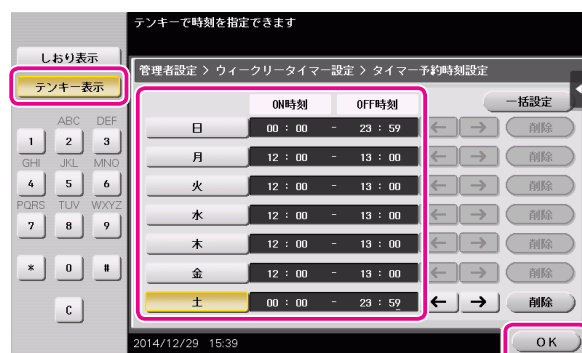 テンキーで時刻を指定できます
しおり表示
テンキー表示
管理者設定 > ウィークリータイマー設定 > タイマー予約時刻設定
ON時刻 OFF時刻 一括設定
日 00 : 00 - 23 : 59 ← → 削除
月 12 : 00 - 13 : 00 ← → 削除
火 12 : 00 - 13 : 00 ← → 削除
水 12 : 00 - 13 : 00 ← → 削除
木 12 : 00 - 13 : 00 ← → 削除
金 12 : 00 - 13 : 00 ← → 削除
土 00 : 00 - 23 : 59 ← → 削除
ABC DEF
1 2 3
GHI JKL MNO
4 5 6
PQRS TUV WXYZ
7 8 9
* 0 #
C
2014/12/29 15:39
OK